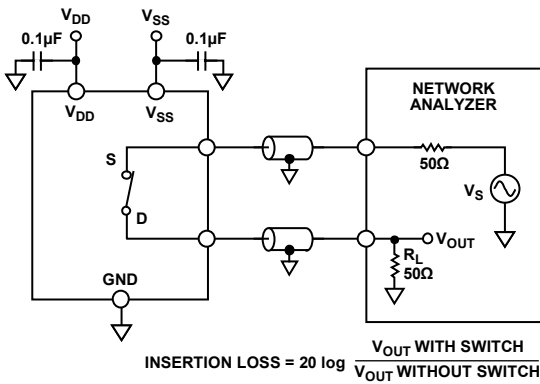 VDD
VSS
0.1µF
0.1µF
VDD
VSS
NETWORK
ANALYZER
S
50Ω
VS
D
VOUT
RL
50Ω
GND
INSERTION LOSS = 20 log VOUT WITH SWITCH
VOUT WITHOUT SWITCH